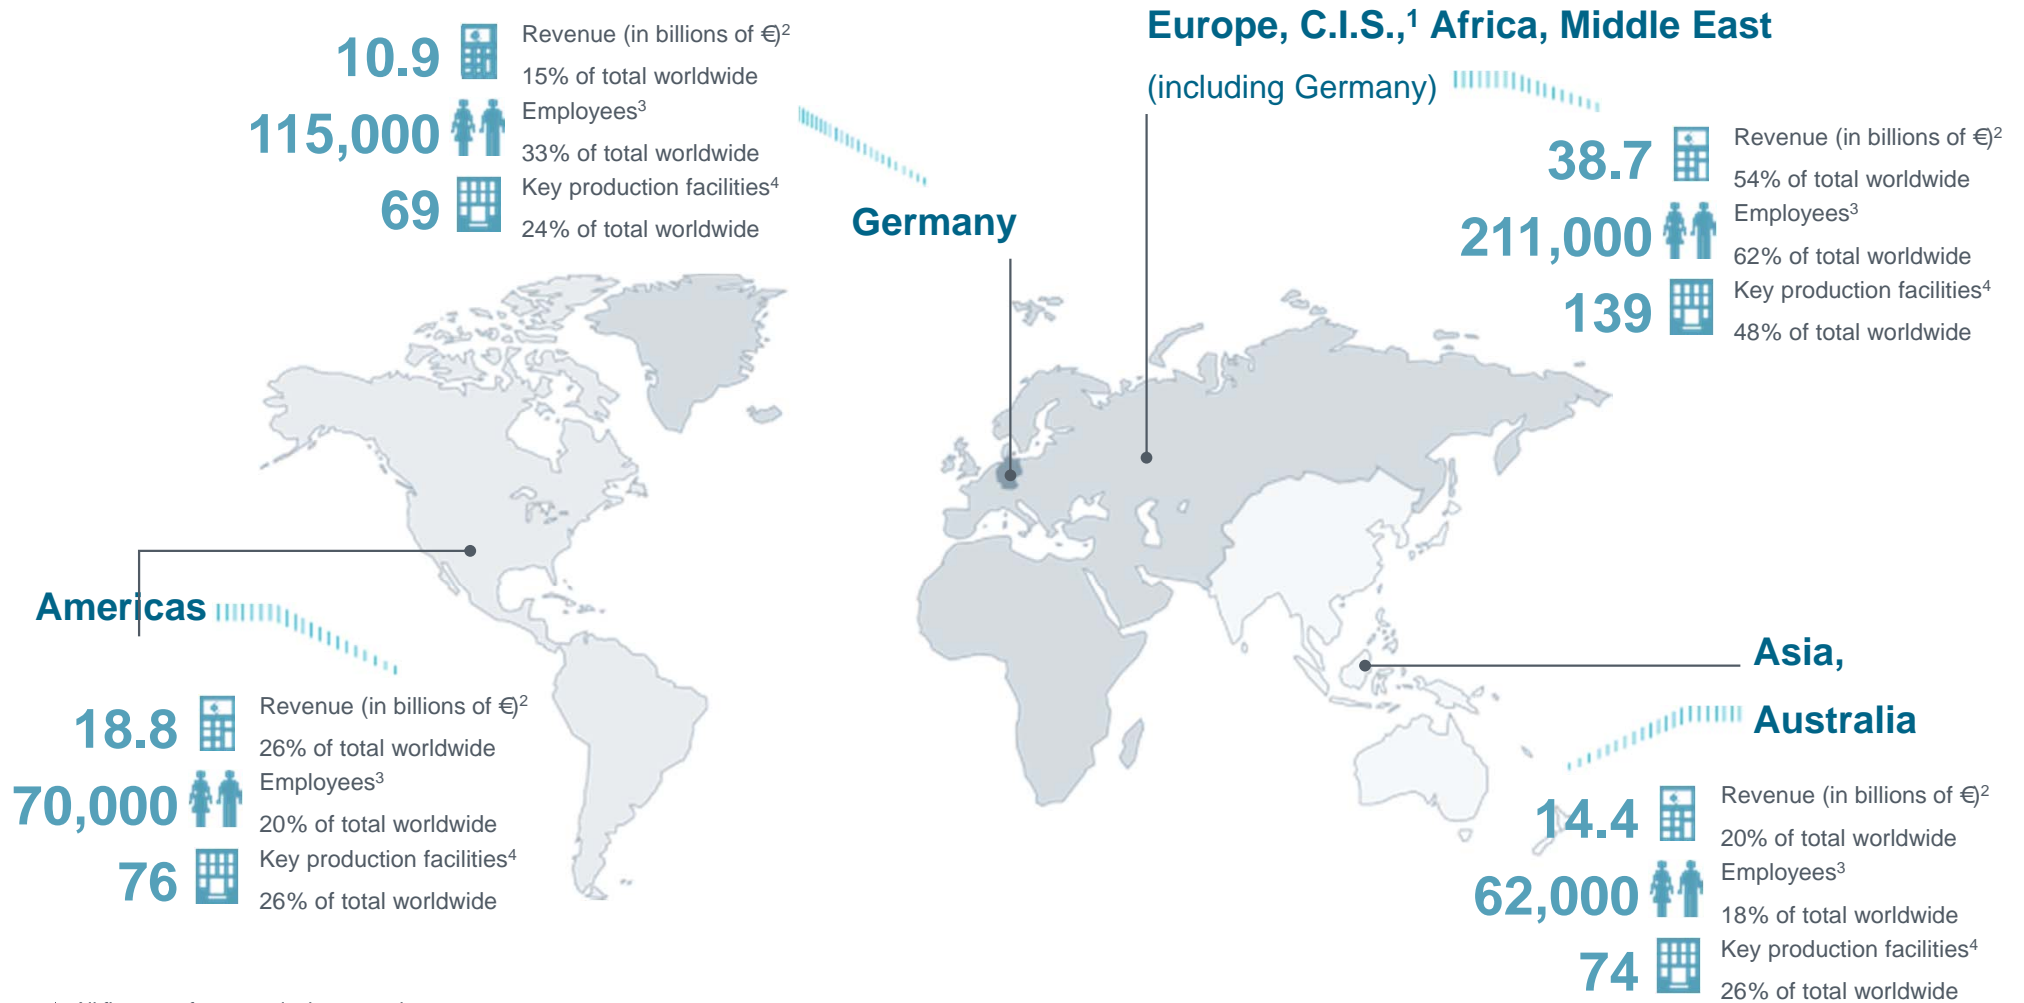 10.9
Revenue (in billions of €)²
15% of total worldwide
115,000
Employees³
33% of total worldwide
69
Key production facilities⁴
24% of total worldwide
Germany
Europe, C.I.S.,¹ Africa, Middle East
(including Germany)
38.7
Revenue (in billions of €)²
54% of total worldwide
211,000
Employees³
62% of total worldwide
139
Key production facilities⁴
48% of total worldwide
Americas
18.8
Revenue (in billions of €)²
26% of total worldwide
70,000
Employees³
20% of total worldwide
76
Key production facilities⁴
26% of total worldwide
Asia,
Australia
14.4
Revenue (in billions of €)²
20% of total worldwide
62,000
Employees³
18% of total worldwide
74
Key production facilities⁴
26% of total worldwide